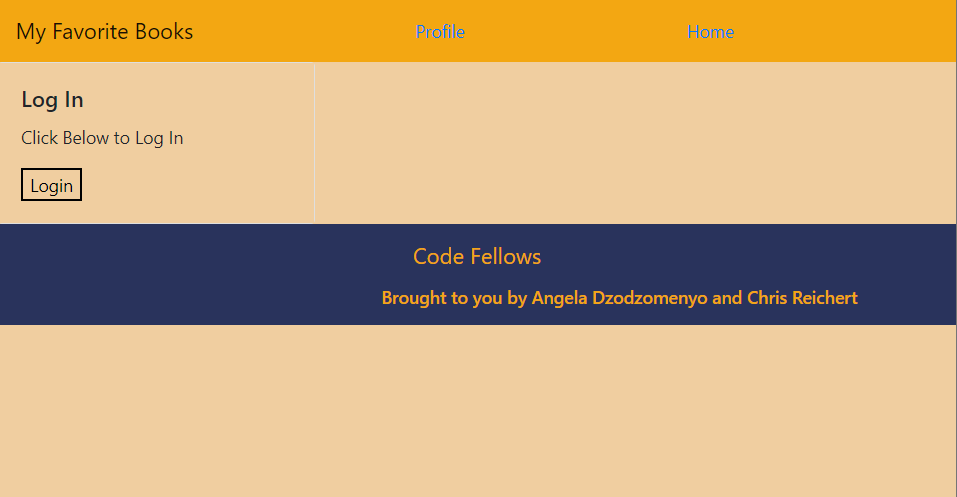 My Favorite Books Profile Home
Log In
Click Below to Log In
Login
Code Fellows
Brought to you by Angela Dzodzomenyo and Chris Reichert